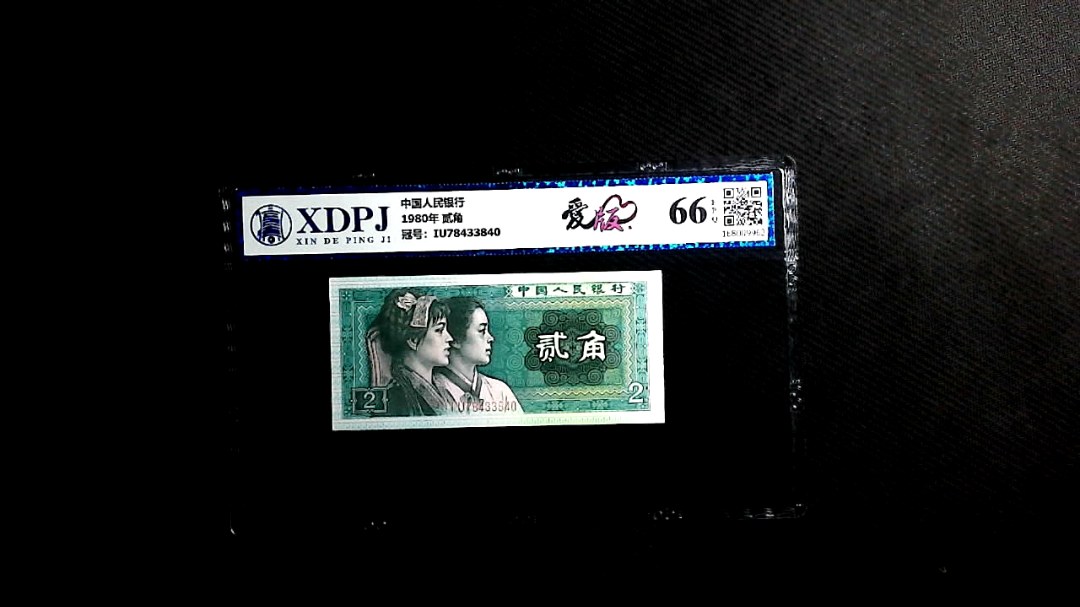 XDPJ
XIN DE PING JI
中国人民银行
1980年 贰角
冠号：IU78433840
爱版
66
EPQ
中国人民银行
贰角
2
2
IU78433840